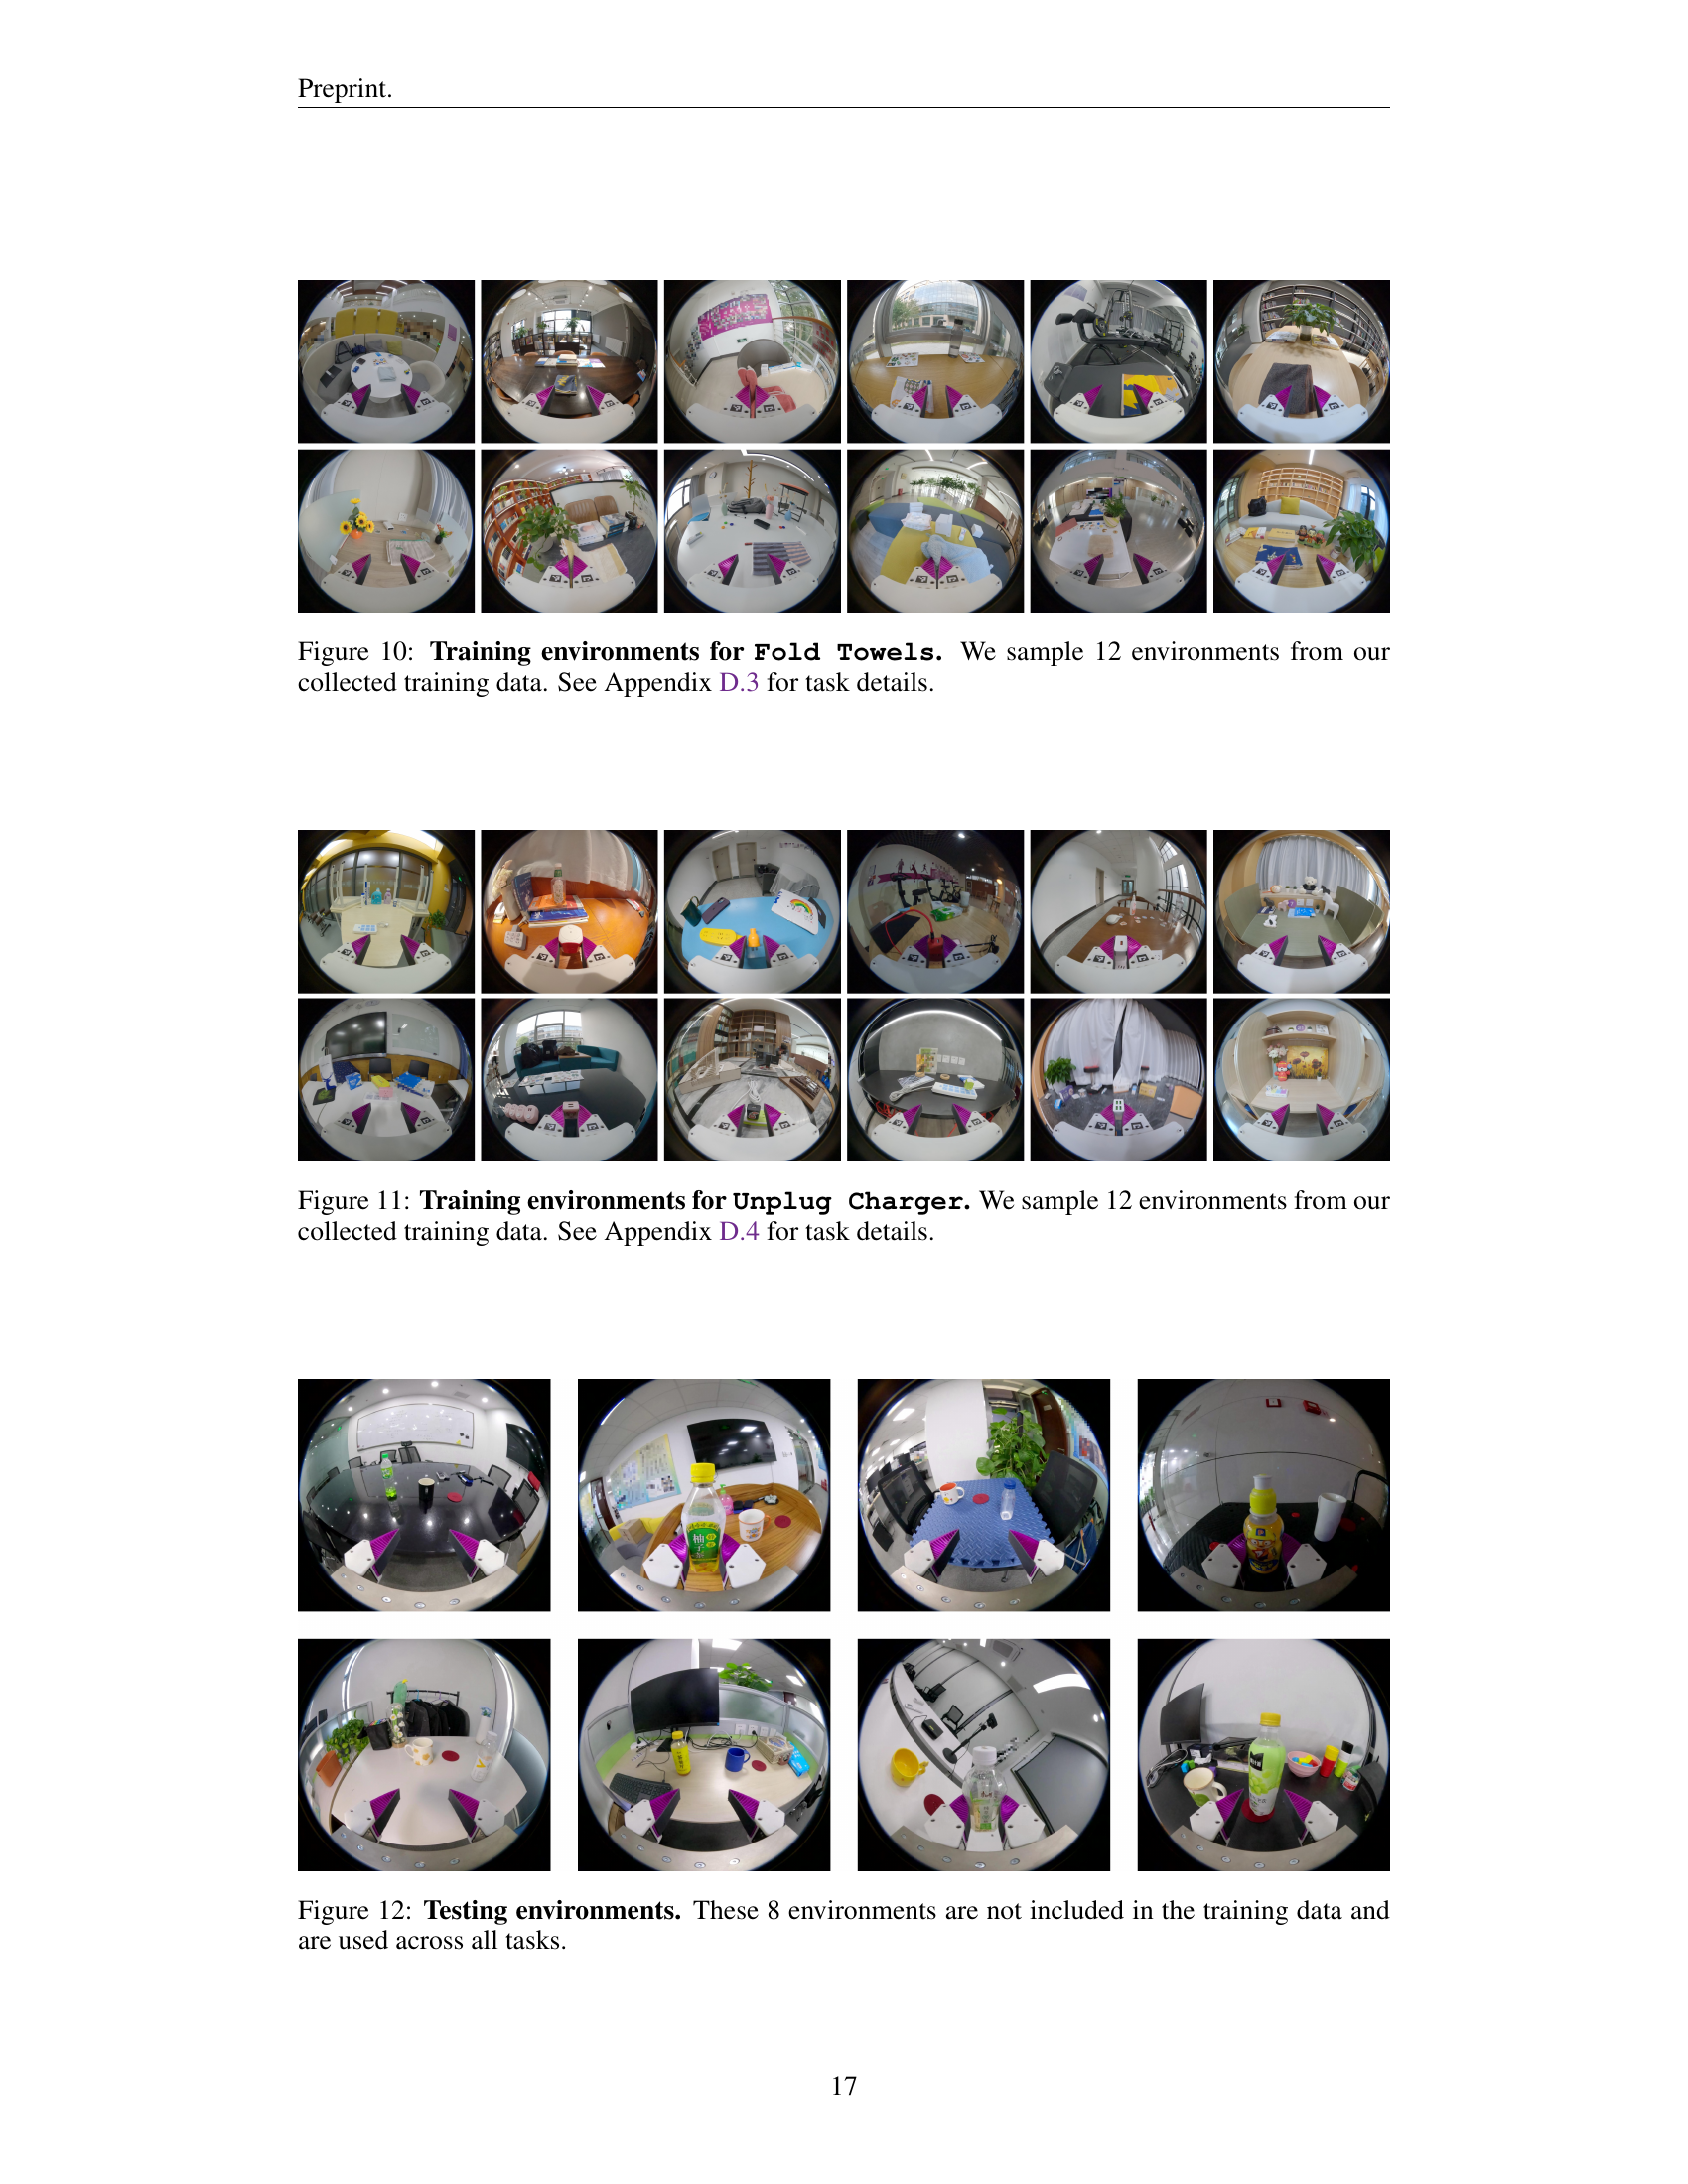 Preprint.
Figure 10: Training environments for Fold Towels. We sample 12 environments from our
collected training data. See Appendix D.3 for task details.
Figure 11: Training environments for Unplug Charger. We sample 12 environments from our
collected training data. See Appendix D.4 for task details.
Figure 12: Testing environments. These 8 environments are not included in the training data and
are used across all tasks.
17